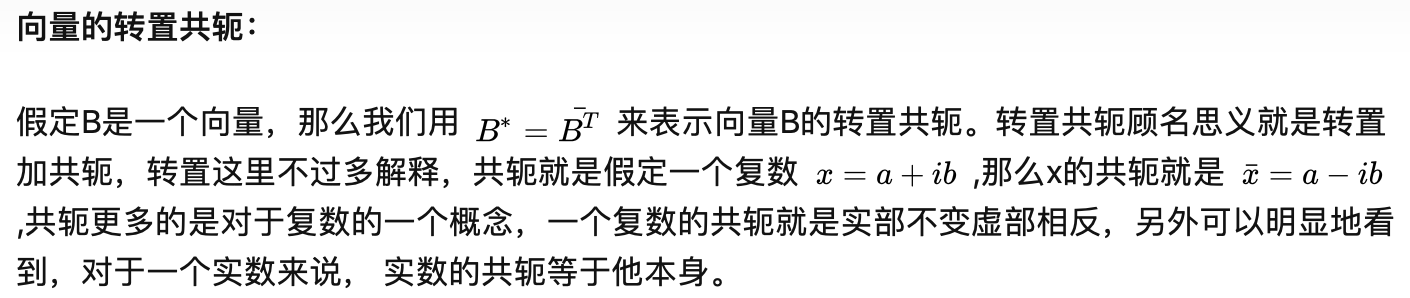 向量的转置共轭：
假定B是一个向量，那么我们用 B* = B̄ᵀ 来表示向量B的转置共轭。转置共轭顾名思义就是转置
加共轭，转置这里不过多解释，共轭就是假定一个复数 x = a + ib ,那么x的共轭就是 x̄ = a − ib
,共轭更多的是对于复数的一个概念，一个复数的共轭就是实部不变虚部相反，另外可以明显地看
到，对于一个实数来说， 实数的共轭等于他本身。